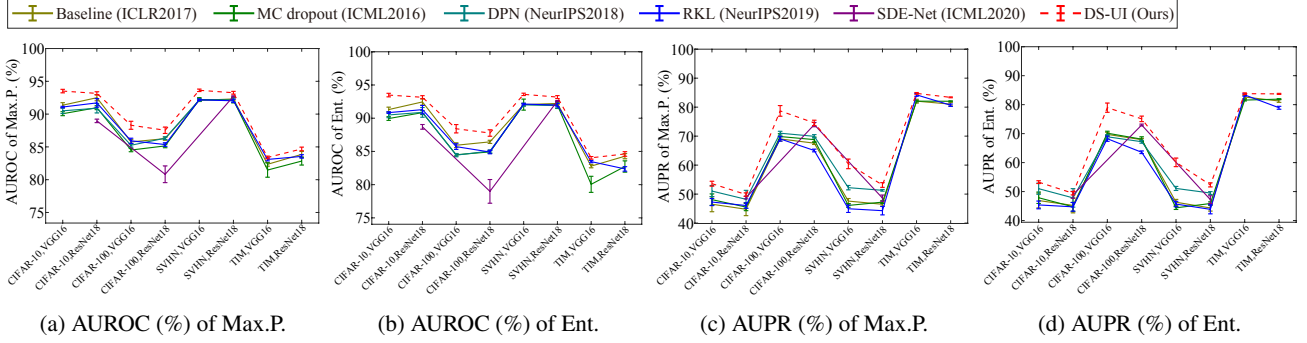 Baseline (ICLR2017) MC dropout (ICML2016) DPN (NeurIPS2018) RKL (NeurIPS2019) SDE-Net (ICML2020) DS-UI (Ours)
AUROC of Max.P. (%)
100
95
90
85
80
75
CIFAR-10,VGG16
CIFAR-10,ResNet18
CIFAR-100,VGG16
CIFAR-100,ResNet18
SVHN,VGG16
SVHN,ResNet18
TIM,VGG16
TIM,ResNet18
(a) AUROC (%) of Max.P.
AUROC of Ent. (%)
100
95
90
85
80
75
CIFAR-10,VGG16
CIFAR-10,ResNet18
CIFAR-100,VGG16
CIFAR-100,ResNet18
SVHN,VGG16
SVHN,ResNet18
TIM,VGG16
TIM,ResNet18
(b) AUROC (%) of Ent.
AUPR of Max.P. (%)
100
90
80
70
60
50
40
CIFAR-10,VGG16
CIFAR-10,ResNet18
CIFAR-100,VGG16
CIFAR-100,ResNet18
SVHN,VGG16
SVHN,ResNet18
TIM,VGG16
TIM,ResNet18
(c) AUPR (%) of Max.P.
AUPR of Ent. (%)
100
90
80
70
60
50
40
CIFAR-10,VGG16
CIFAR-10,ResNet18
CIFAR-100,VGG16
CIFAR-100,ResNet18
SVHN,VGG16
SVHN,ResNet18
TIM,VGG16
TIM,ResNet18
(d) AUPR (%) of Ent.